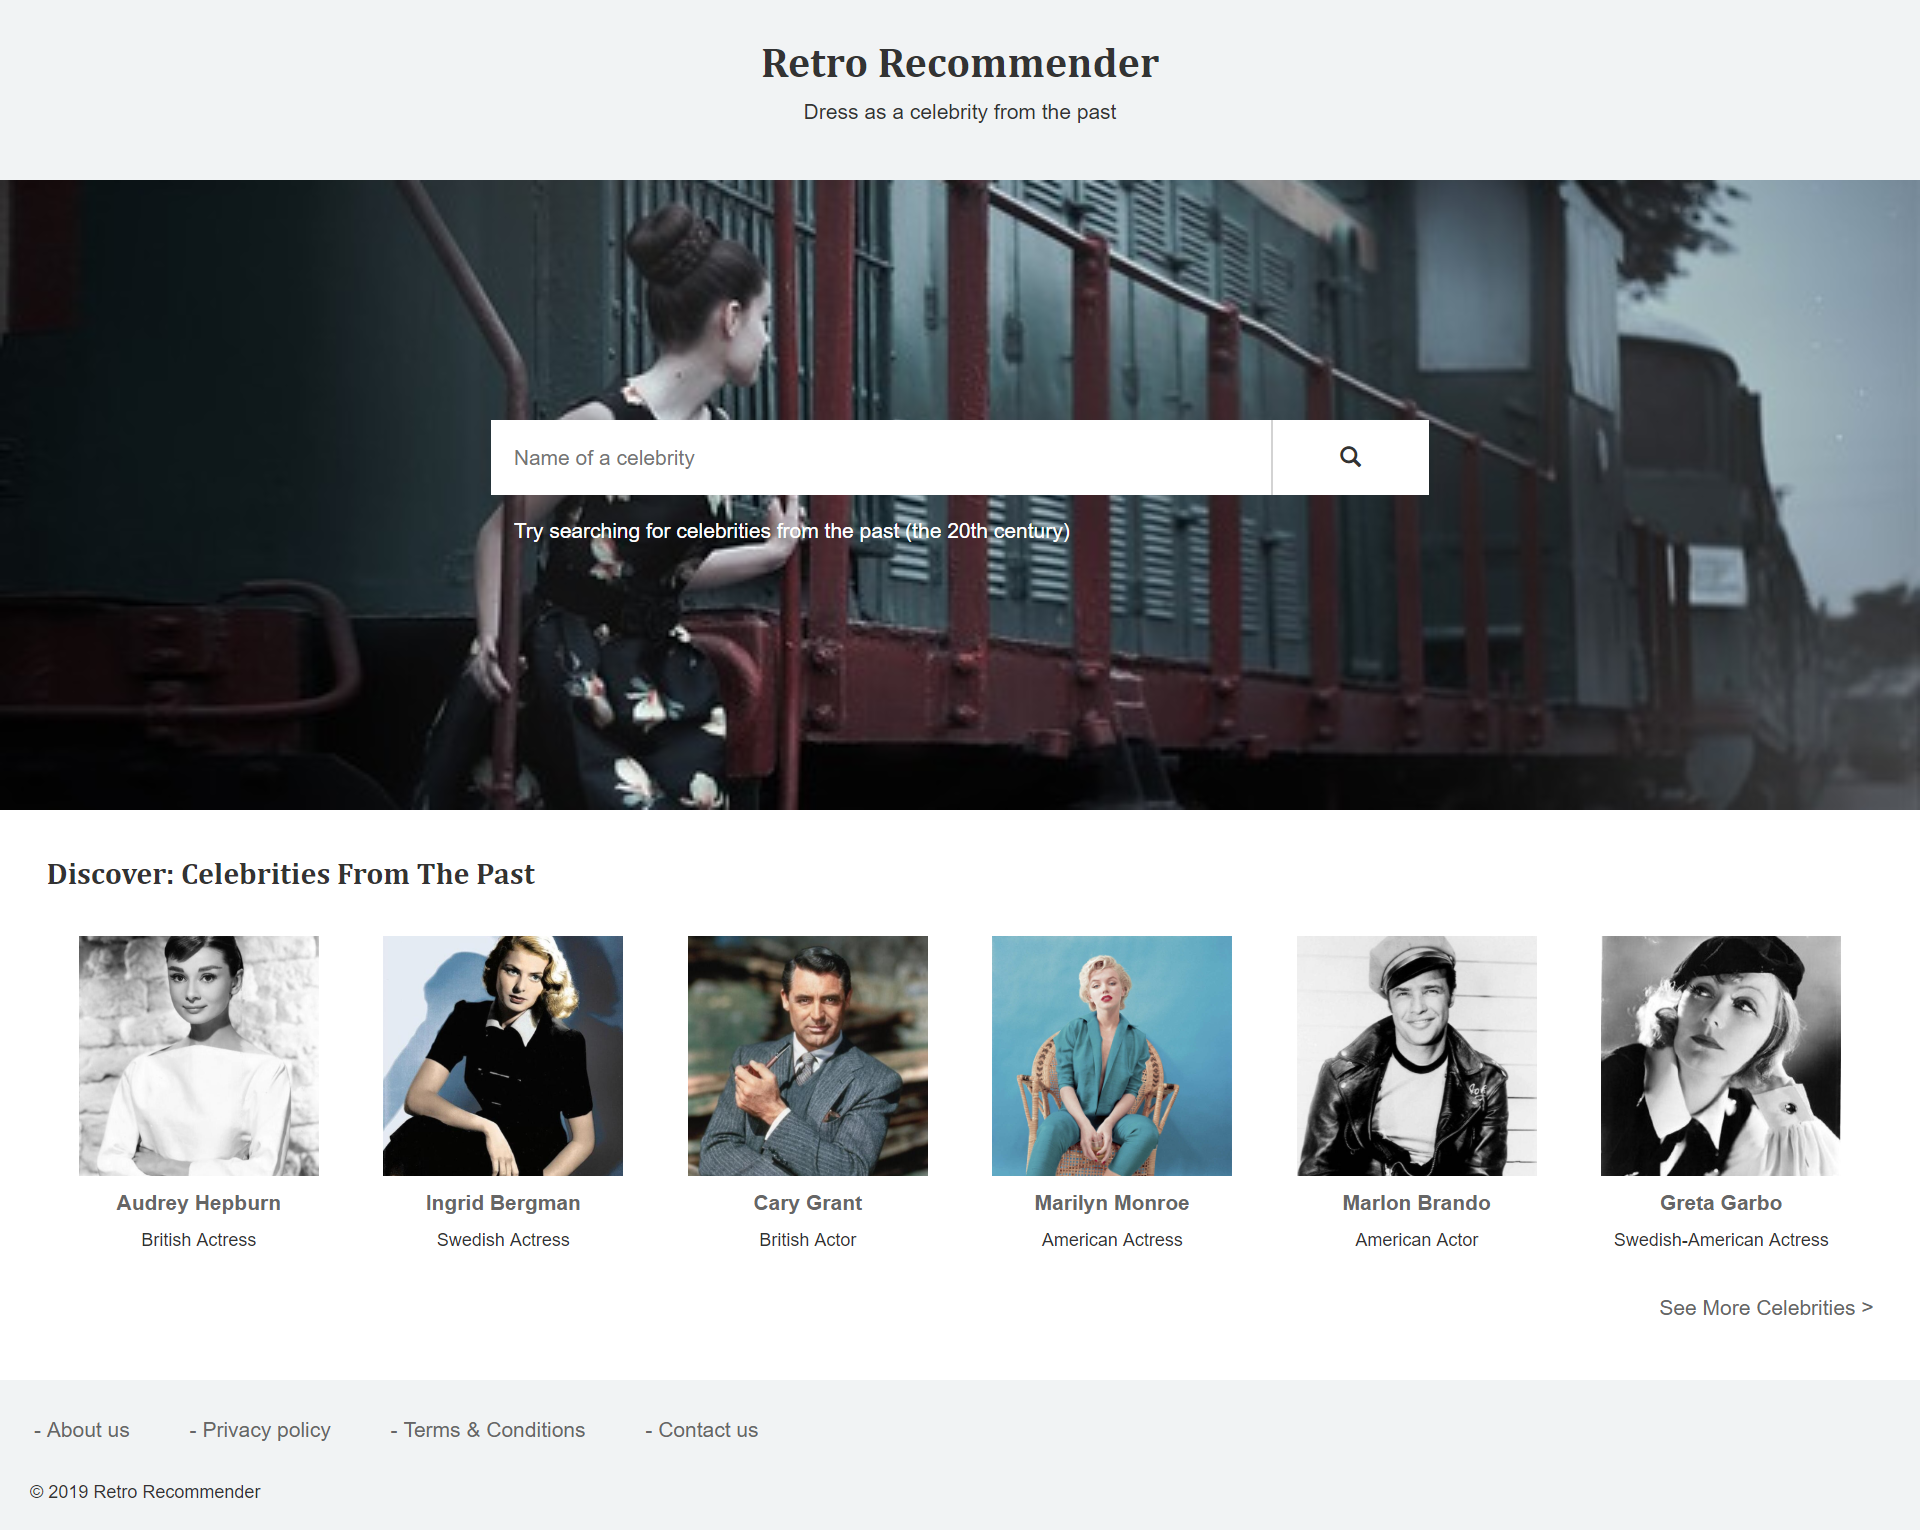 Retro Recommender
Dress as a celebrity from the past
Name of a celebrity
Try searching for celebrities from the past (the 20th century)
Discover: Celebrities From The Past
Audrey Hepburn
British Actress
Ingrid Bergman
Swedish Actress
Cary Grant
British Actor
Marilyn Monroe
American Actress
Marlon Brando
American Actor
Greta Garbo
Swedish-American Actress
See More Celebrities >
- About us
- Privacy policy
- Terms & Conditions
- Contact us
© 2019 Retro Recommender